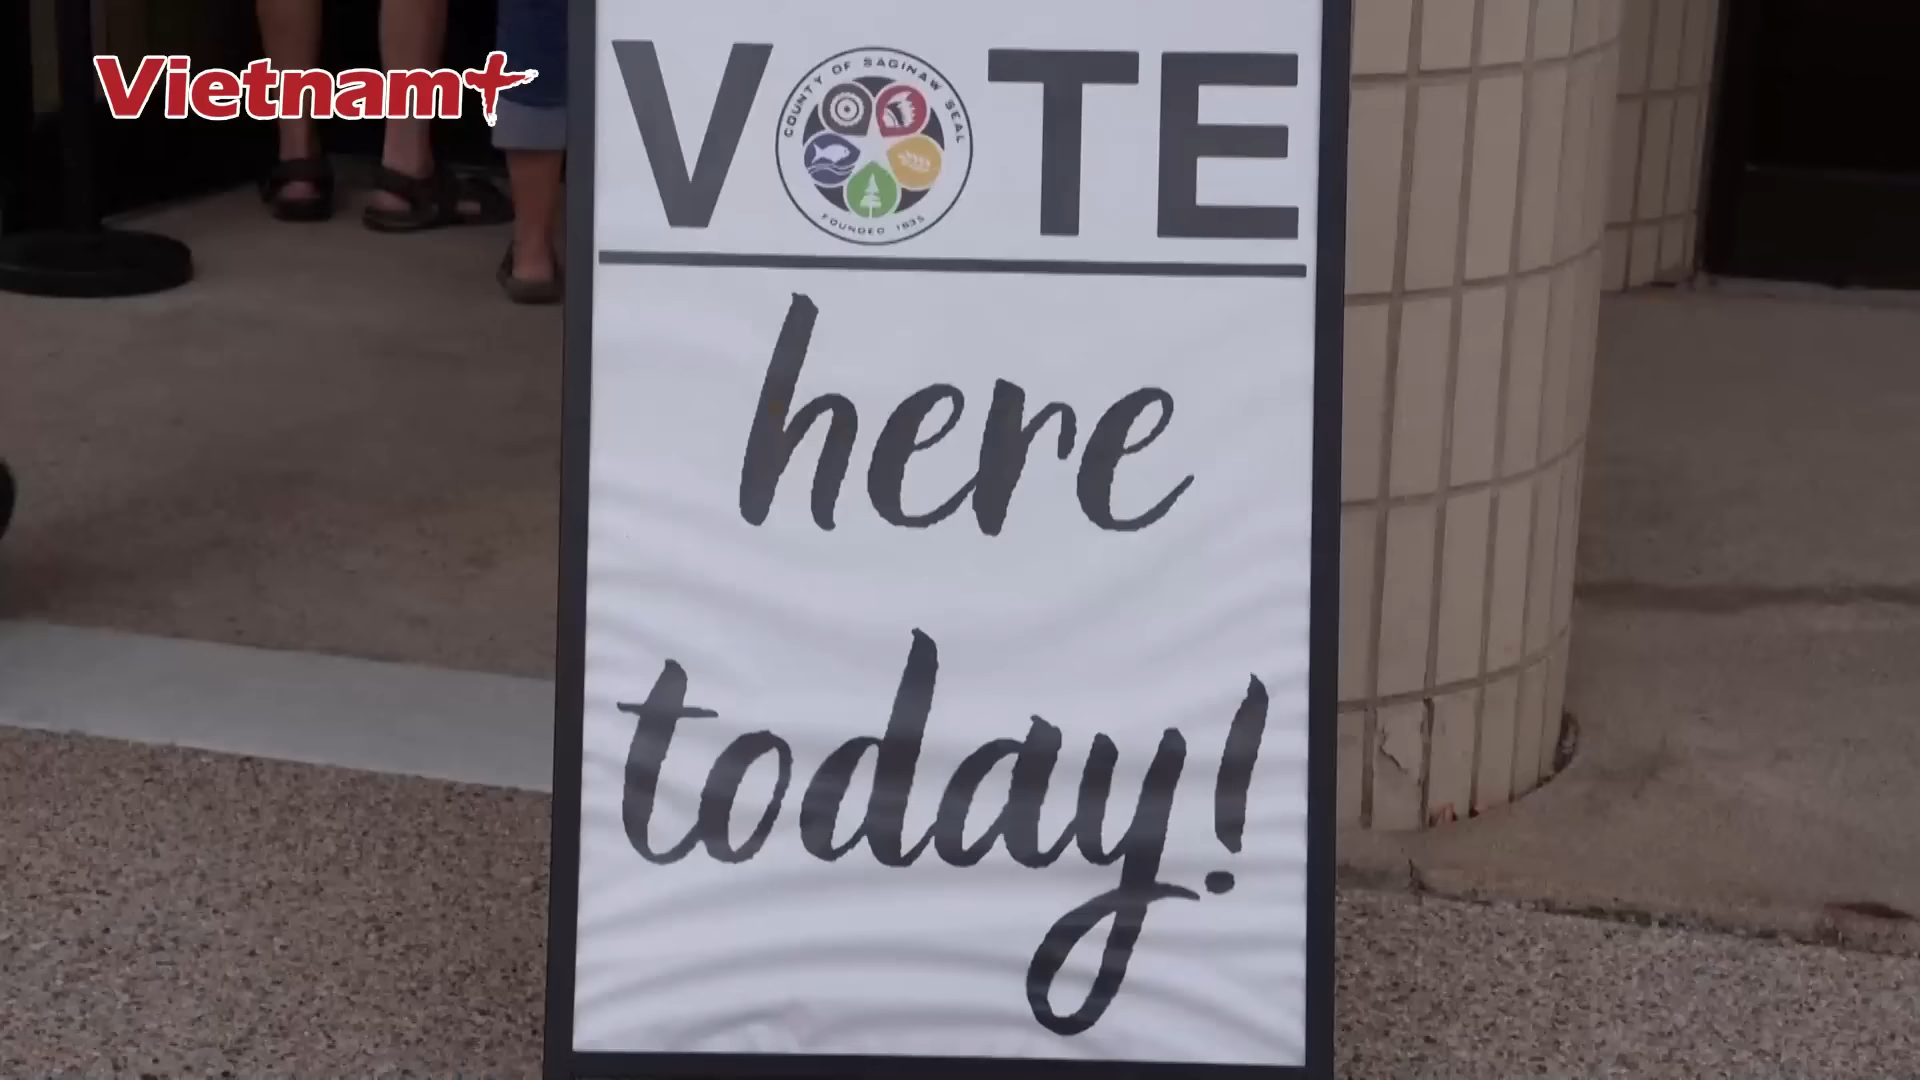 Vietnam+
VOTE
COUNTY OF SAGINAW SEAL
FOUNDED 1835
here
today!